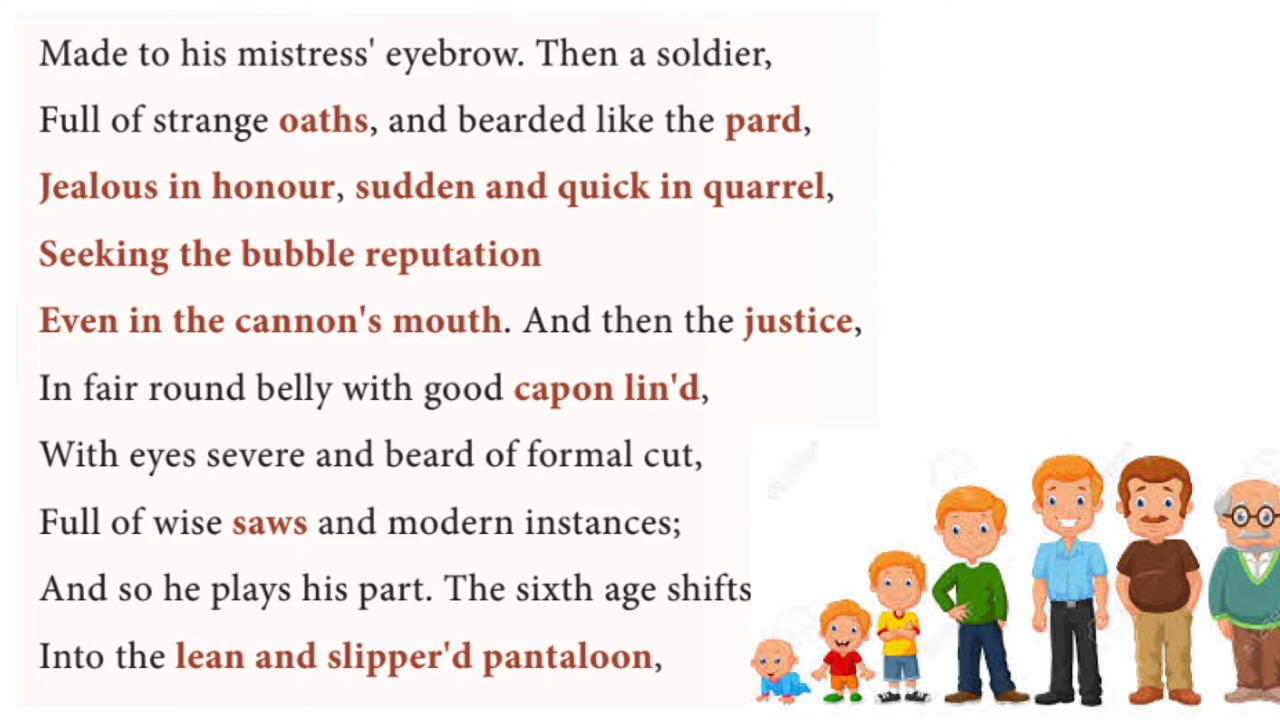 Made to his mistress' eyebrow. Then a soldier,
Full of strange oaths, and bearded like the pard,
Jealous in honour, sudden and quick in quarrel,
Seeking the bubble reputation
Even in the cannon's mouth. And then the justice,
In fair round belly with good capon lin'd,
With eyes severe and beard of formal cut,
Full of wise saws and modern instances;
And so he plays his part. The sixth age shifts
Into the lean and slipper'd pantaloon,